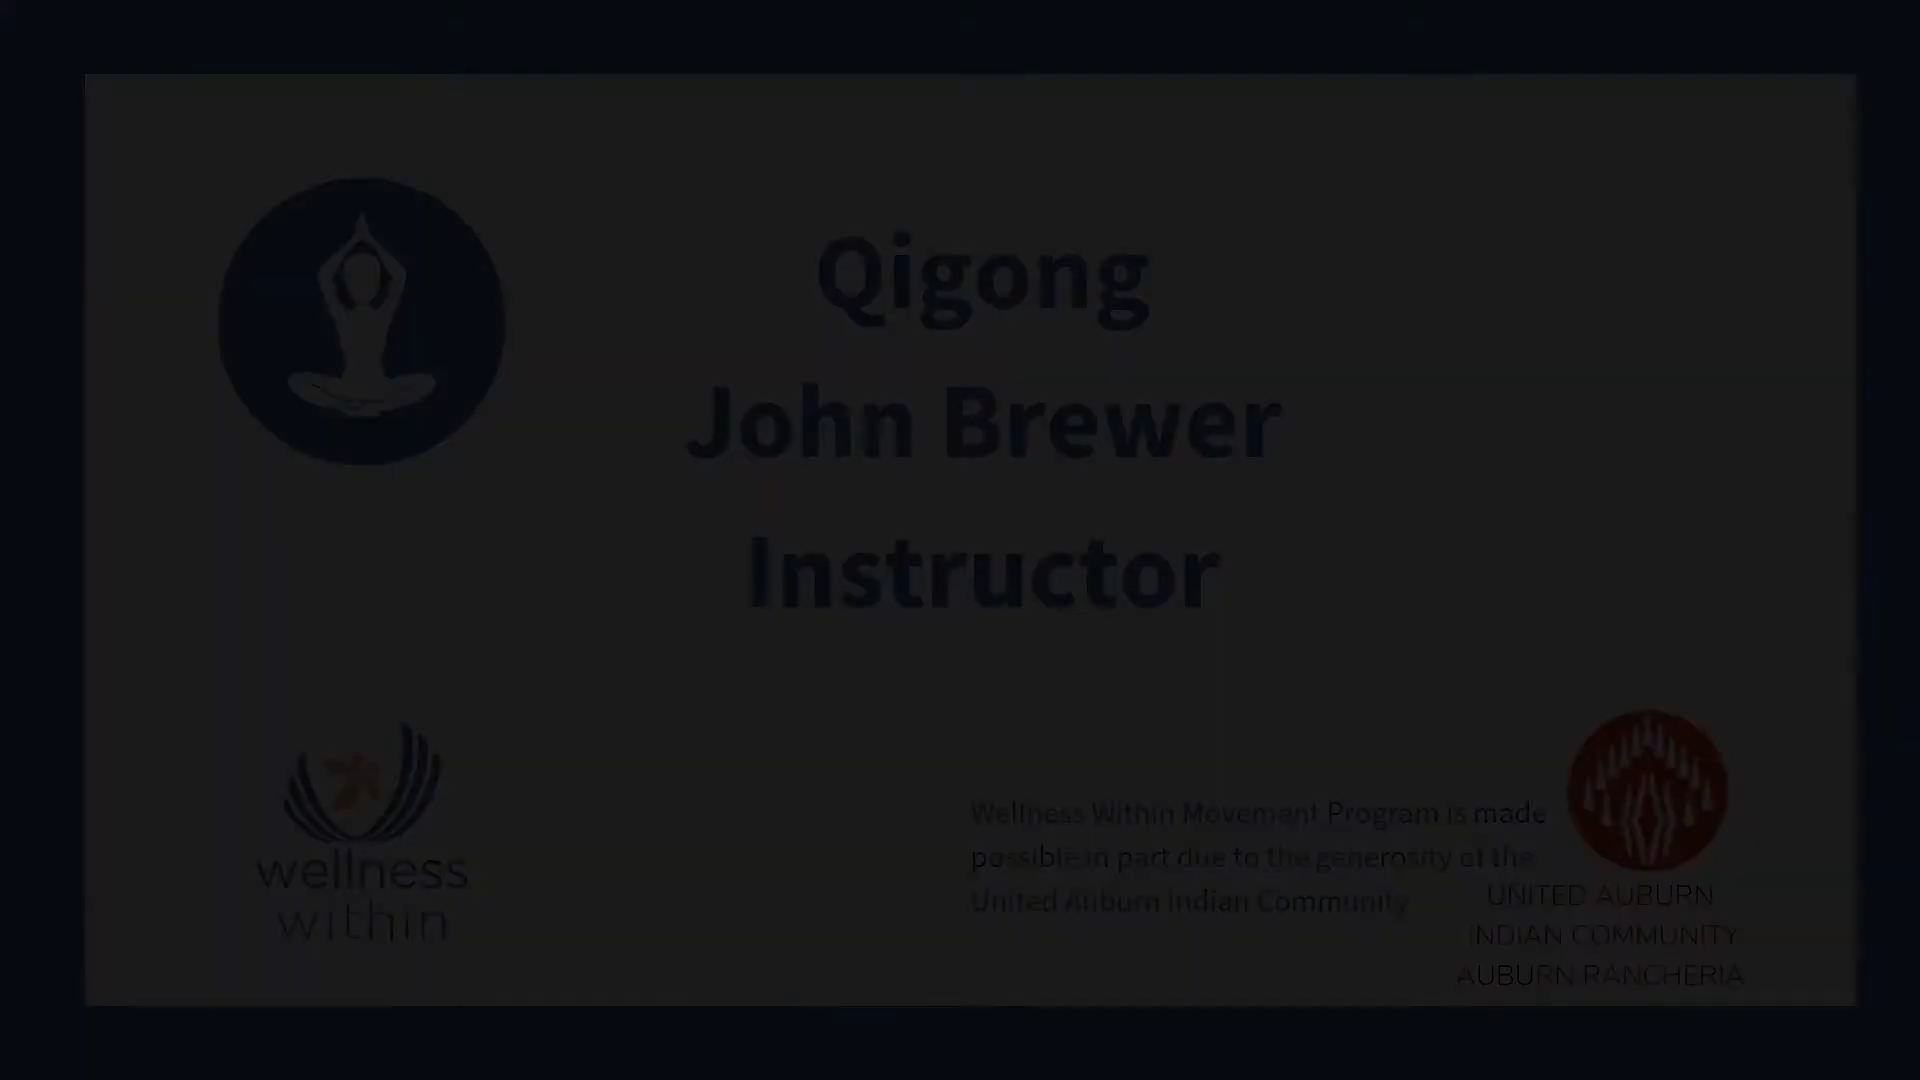 Qigong
John Brewer
Instructor
wellness
within
Wellness Within Movement Program is made
possible in part due to the generosity of the
United Auburn Indian Community
UNITED AUBURN
INDIAN COMMUNITY
AUBURN RANCHERIA